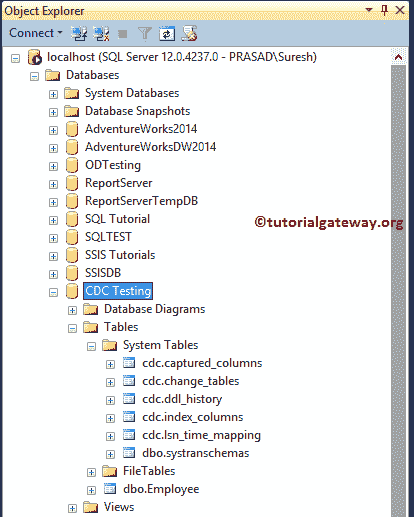 Object Explorer
Connect
localhost (SQL Server 12.0.4237.0 - PRASAD\Suresh)
Databases
System Databases
Database Snapshots
AdventureWorks2014
AdventureWorksDW2014
ODTesting
ReportServer
ReportServerTempDB
SQL Tutorial
©tutorialgateway.org
SQLTEST
SSIS Tutorials
SSISDB
CDC Testing
Database Diagrams
Tables
System Tables
cdc.captured_columns
cdc.change_tables
cdc.ddl_history
cdc.index_columns
cdc.lsn_time_mapping
dbo.systranschemas
FileTables
dbo.Employee
Views